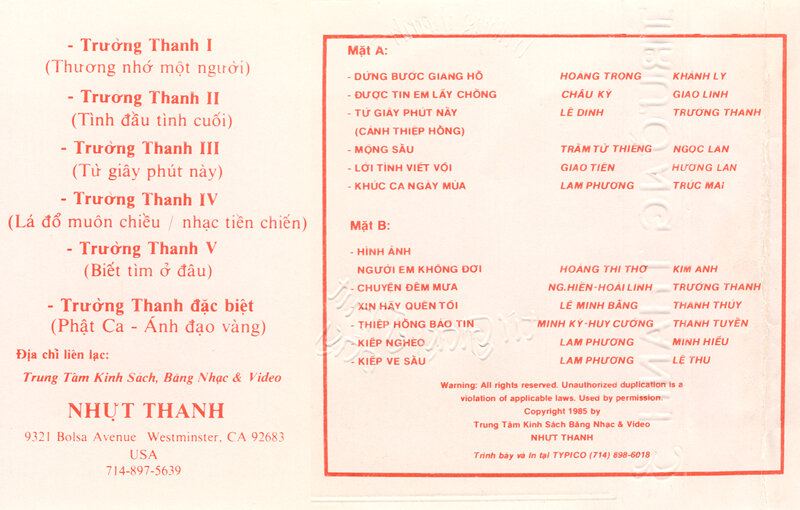 - Trường Thanh I
(Thương nhớ một người)
- Trường Thanh II
(Tình đầu tình cuối)
- Trường Thanh III
(Từ giây phút này)
- Trường Thanh IV
(Lá đổ muôn chiều / nhạc tiền chiến)
- Trường Thanh V
(Biết tìm ở đâu)
- Trường Thanh đặc biệt
(Phật Ca - Ánh đạo vàng)
Địa chỉ liên lạc:
Trung Tâm Kinh Sách, Băng Nhạc & Video
NHỰT THANH
9321 Bolsa Avenue Westminster, CA 92683
USA
714-897-5639
Mặt A:
- DỪNG BƯỚC GIANG HỒ HOÀNG TRỌNG KHÁNH LY
- ĐƯỢC TIN EM LẤY CHỒNG CHÂU KỲ GIAO LINH
- TỪ GIÂY PHÚT NẦY LÊ DINH TRƯỜNG THANH
(CÁNH THIỆP HỒNG)
- MỘNG SẦU TRẦM TỬ THIÊNG NGỌC LAN
- LỜI TÌNH VIẾT VỘI GIAO TIÊN HƯƠNG LAN
- KHÚC CA NGÀY MÙA LAM PHƯƠNG TRÚC MAI
Mặt B:
- HÌNH ẢNH
NGƯỜI EM KHÔNG ĐỢI HOÀNG THI THƠ KIM ANH
- CHUYỆN ĐÊM MƯA NG.HIỀN-HOÀI LINH TRƯỜNG THANH
- XIN HÃY QUÊN TÔI LÊ MINH BẰNG THANH THÚY
- THIỆP HỒNG BÁO TIN MINH KỲ-HUY CƯỜNG THANH TUYỀN
- KIẾP NGHÈO LAM PHƯƠNG MINH HIẾU
- KIẾP VE SẦU LAM PHƯƠNG LỆ THU
Warning: All rights reserved. Unauthorized duplication is a
violation of applicable laws. Used by permission.
Copyright 1985 by
Trung Tâm Kinh Sách Băng Nhạc & Video
NHỰT THANH
Trình bày và in tại TYPICO (714) 898-6018